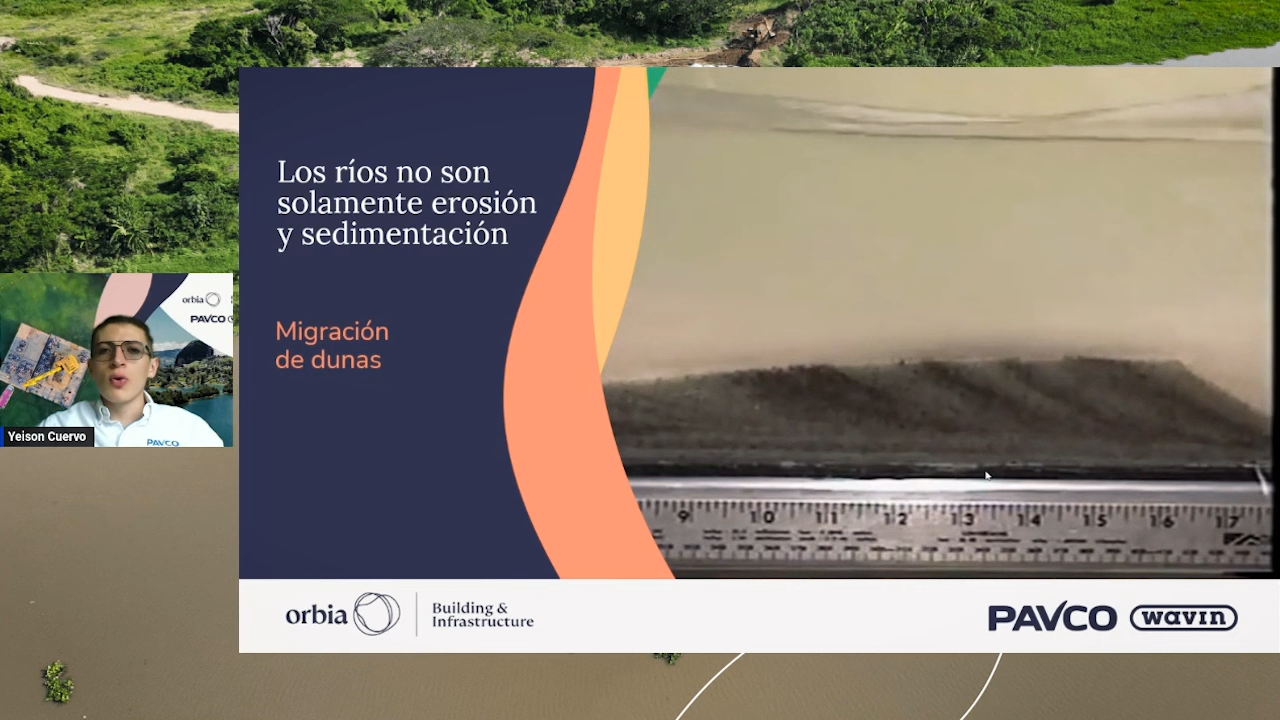 Los ríos no son
solamente erosión
y sedimentación
Migración
de dunas
orbia
PAVCO
PAVCO
Yeison Cuervo
9 10 11 12 13 14 15 16 17
orbia
Building &
Infrastructure
PAVCO wavin